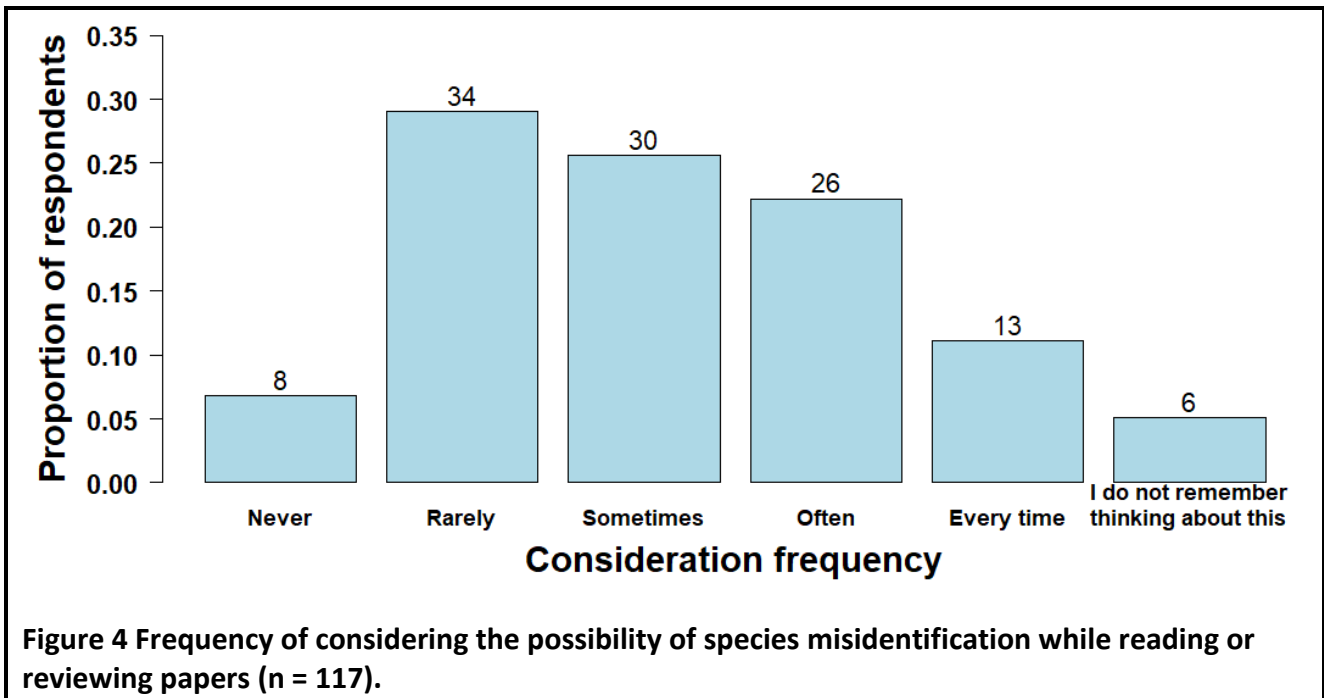 Proportion of respondents
0.35
0.30
0.25
0.20
0.15
0.10
0.05
0.00
8
34
30
26
13
6
Never
Rarely
Sometimes
Often
Every time
I do not remember
thinking about this
Consideration frequency
Figure 4 Frequency of considering the possibility of species misidentification while reading or
reviewing papers (n = 117).